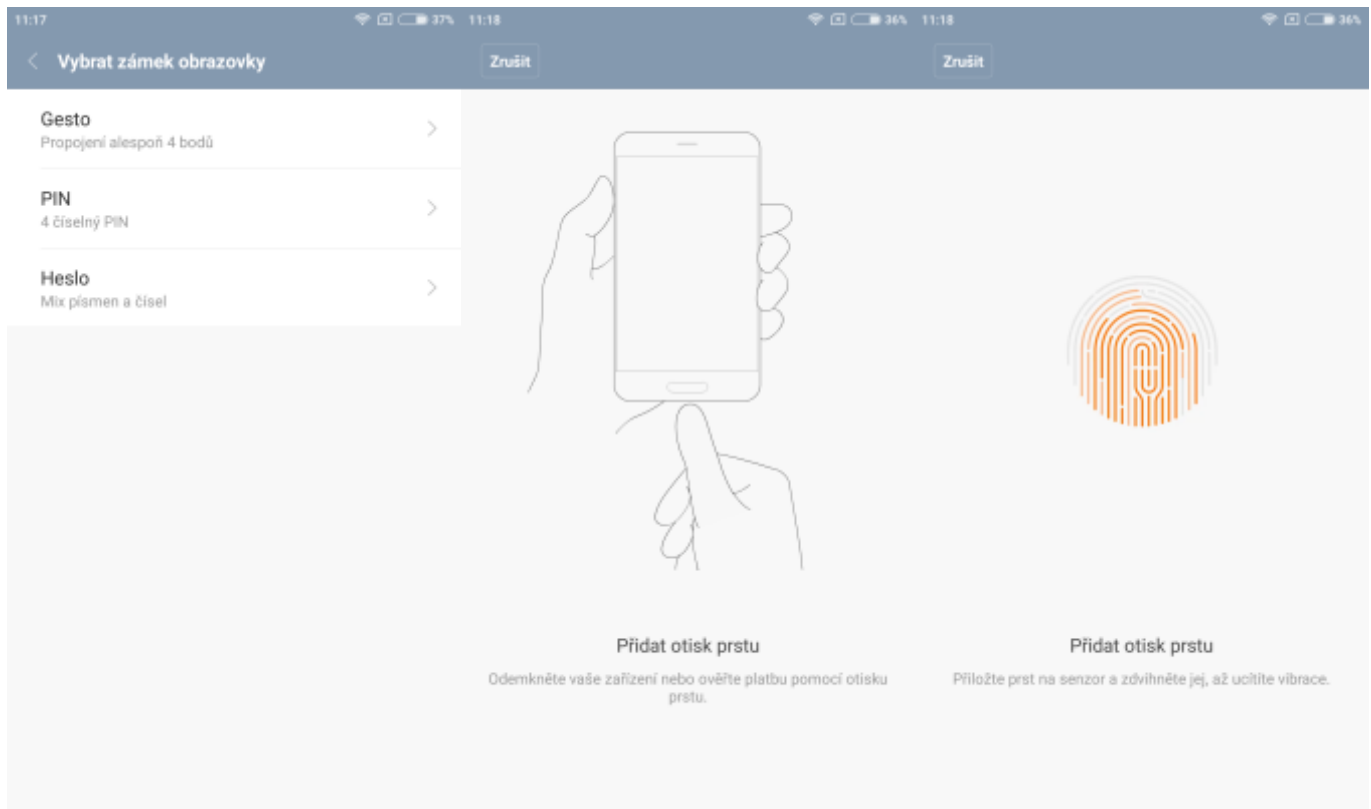 11:17
37%
Vybrat zámek obrazovky
Gesto
Propojení alespoň 4 bodů
PIN
4 číselný PIN
Heslo
Mix písmen a čísel
11:18
36%
Zrušit
Přidat otisk prstu
Odemkněte vaše zařízení nebo ověřte platbu pomocí otisku
prstu.
11:18
36%
Zrušit
Přidat otisk prstu
Přiložte prst na senzor a zdvihněte jej, až ucítíte vibrace.